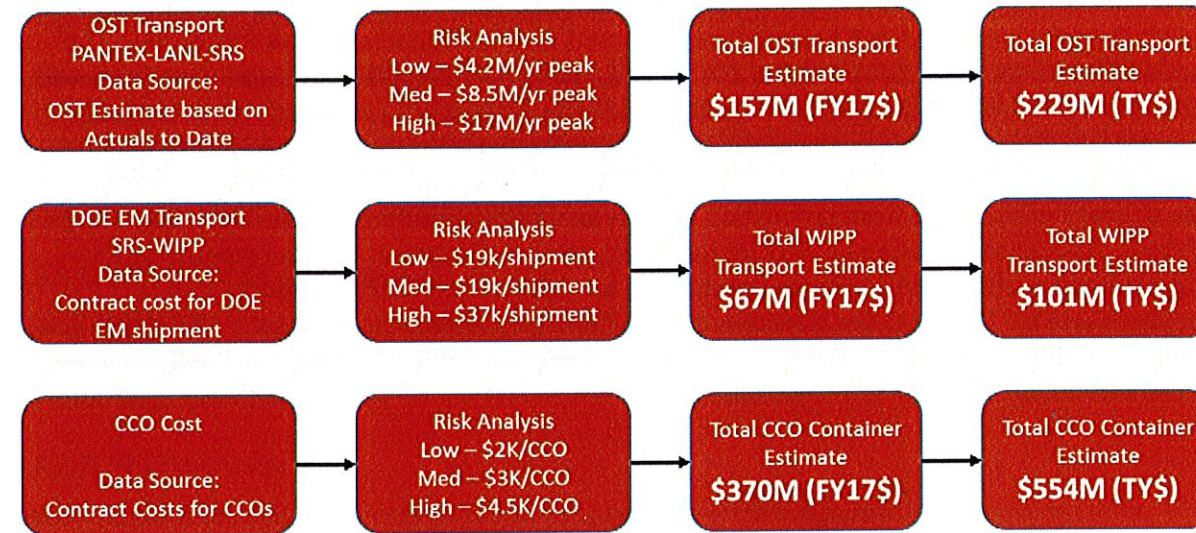 OST Transport
PANTEX-LANL-SRS
Data Source:
OST Estimate based on
Actuals to Date
Risk Analysis
Low – $4.2M/yr peak
Med – $8.5M/yr peak
High – $17M/yr peak
Total OST Transport
Estimate
$157M (FY17$)
Total OST Transport
Estimate
$229M (TY$)
DOE EM Transport
SRS-WIPP
Data Source:
Contract cost for DOE
EM shipment
Risk Analysis
Low – $19k/shipment
Med – $19k/shipment
High – $37k/shipment
Total WIPP
Transport Estimate
$67M (FY17$)
Total WIPP
Transport Estimate
$101M (TY$)
CCO Cost
Data Source:
Contract Costs for CCOs
Risk Analysis
Low – $2K/CCO
Med – $3K/CCO
High – $4.5K/CCO
Total CCO Container
Estimate
$370M (FY17$)
Total CCO Container
Estimate
$554M (TY$)